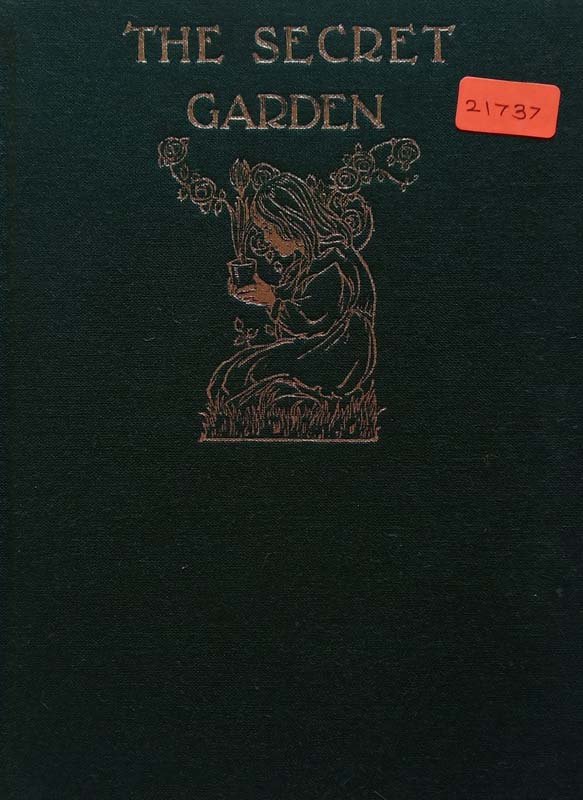 THE SECRET
GARDEN
21737